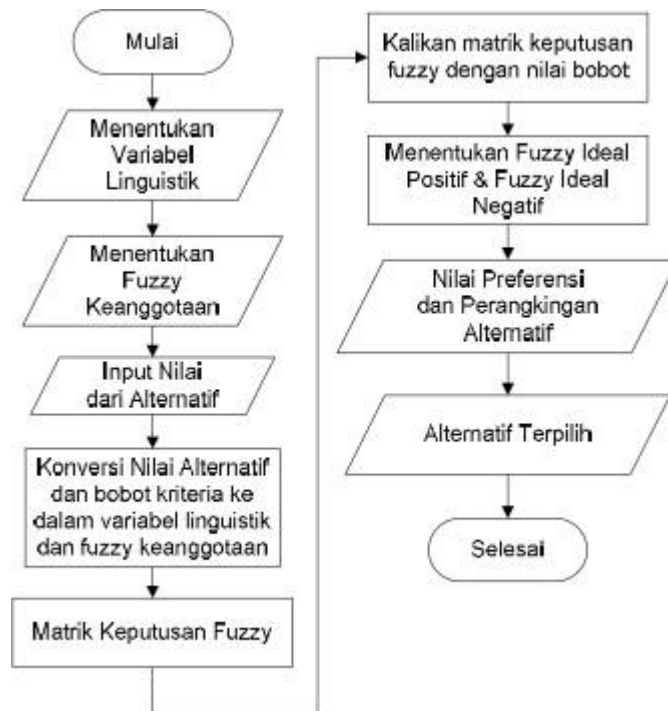 Mulai
Menentukan
Variabel
Linguistik
Menentukan
Fuzzy
Keanggotaan
Input Nilai
dari Alternatif
Konversi Nilai Alternatif
dan bobot kriteria ke
dalam variabel linguistik
dan fuzzy keanggotaan
Matrik Keputusan Fuzzy
Kalikan matrik keputusan
fuzzy dengan nilai bobot
Menentukan Fuzzy Ideal
Positif & Fuzzy Ideal
Negatif
Nilai Preferensi
dan Perangkingan
Alternatif
Alternatif Terpilih
Selesai